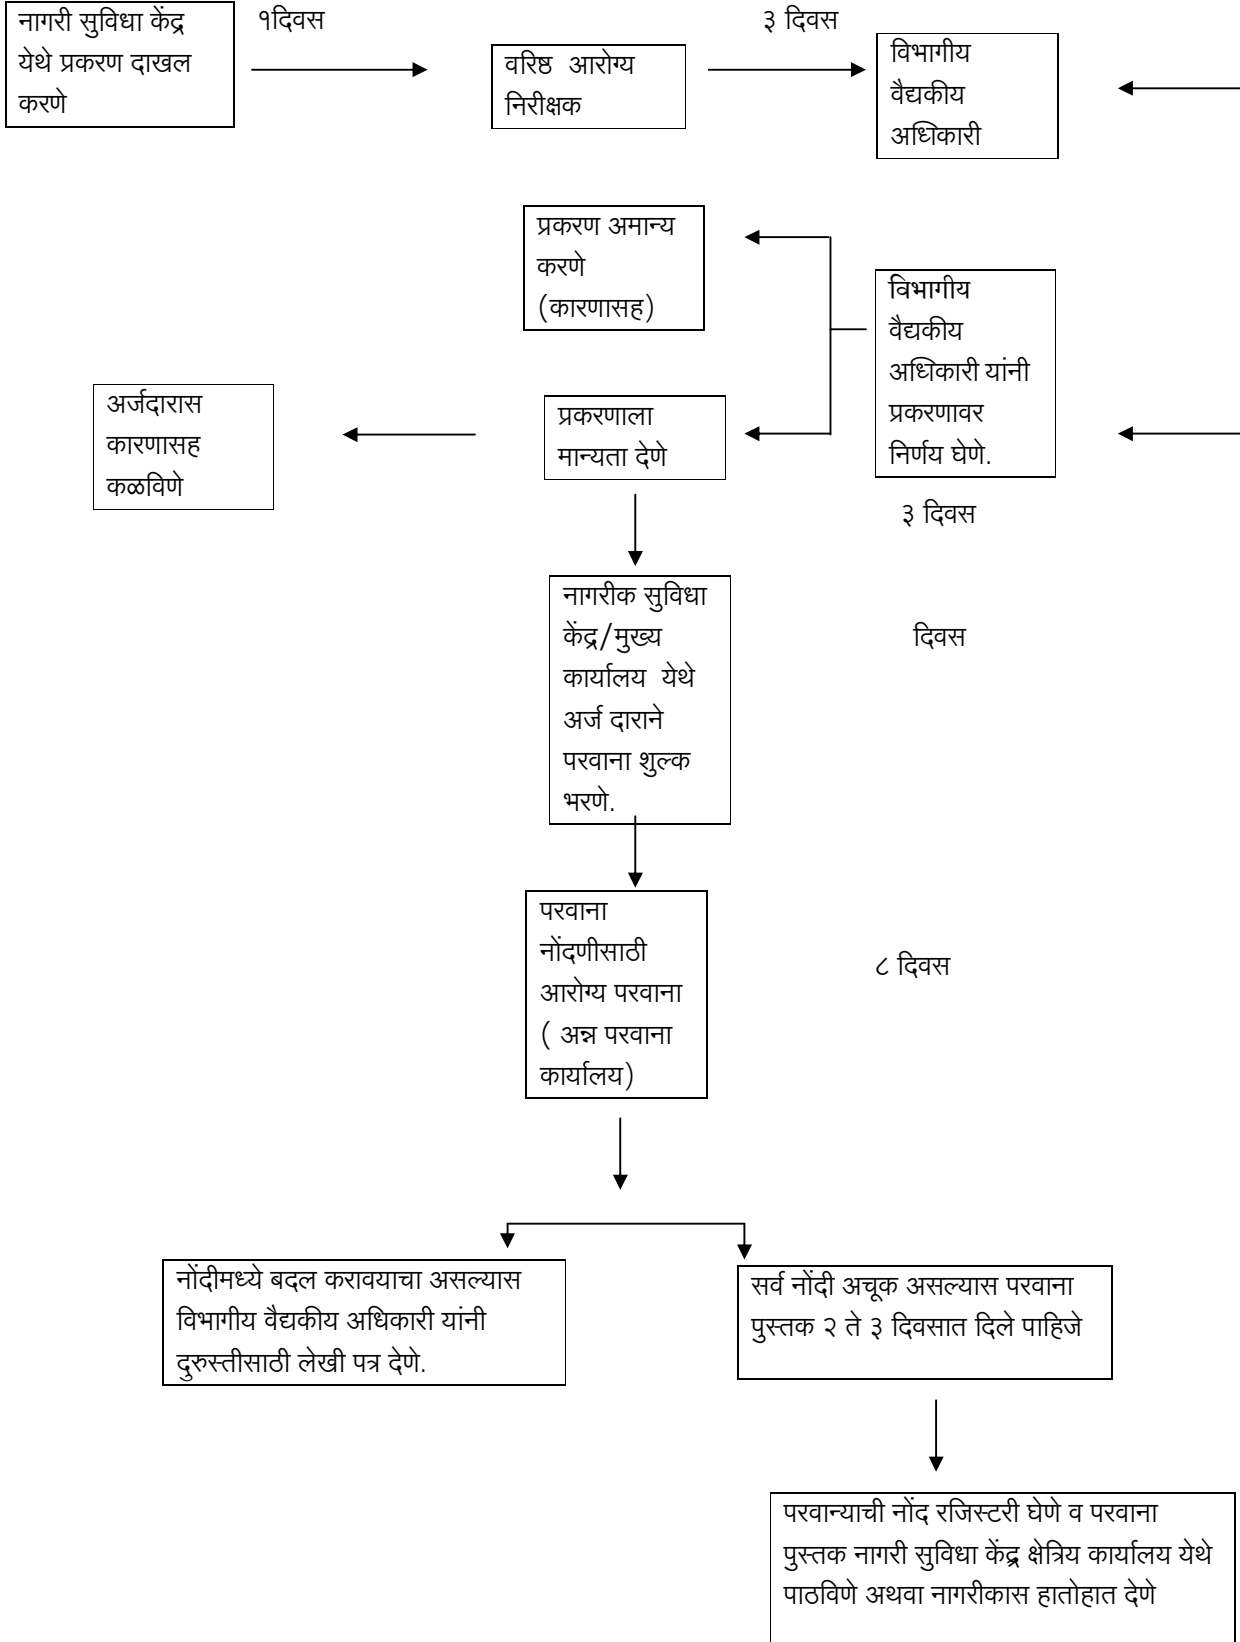 नागरी सुविधा केंद्र
येथे प्रकरण दाखल
करणे
१दिवस
वरिष्ठ आरोग्य
निरीक्षक
३ दिवस
विभागीय
वैद्यकीय
अधिकारी
प्रकरण अमान्य
करणे
(कारणासह)
विभागीय
वैद्यकीय
अधिकारी यांनी
प्रकरणावर
निर्णय घेणे.
अर्जदारास
कारणासह
कळविणे
प्रकरणाला
मान्यता देणे
३ दिवस
नागरीक सुविधा
केंद्र/मुख्य
कार्यालय येथे
अर्ज दाराने
परवाना शुल्क
भरणे.
दिवस
परवाना
नोंदणीसाठी
आरोग्य परवाना
( अन्न परवाना
कार्यालय)
८ दिवस
नोंदीमध्ये बदल करावयाचा असल्यास
विभागीय वैद्यकीय अधिकारी यांनी
दुरुस्तीसाठी लेखी पत्र देणे.
सर्व नोंदी अचूक असल्यास परवाना
पुस्तक २ ते ३ दिवसात दिले पाहिजे
परवान्याची नोंद रजिस्टरी घेणे व परवाना
पुस्तक नागरी सुविधा केंद्र क्षेत्रिय कार्यालय येथे
पाठविणे अथवा नागरीकास हातोहात देणे